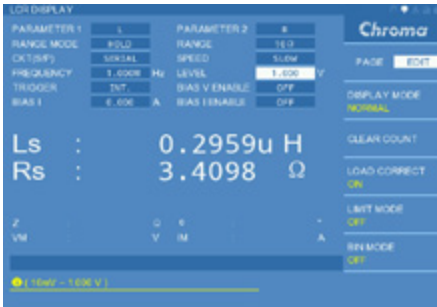 LCR DISPLAY
PARAMETER 1 L PARAMETER 2 R
RANGE MODE HOLD RANGE 10Ω
CKT(S/P) SERIAL SPEED SLOW
FREQUENCY Hz LEVEL 1.000 V
TRIGGER INT. BIAS V ENABLE OFF
BIAS I 0.000 A BIAS I ENABLE OFF
Ls : 0.2959u H
Rs : 3.4098 Ω
Z : Ω θ : °
VM : V IM : A
( 10mV ~ 1.000 V )
Chroma
PAGE EDIT
DISPLAY MODE
NORMAL
CLEAR COUNT
LOAD CORRECT
ON
LIMIT MODE
OFF
BIN MODE
OFF